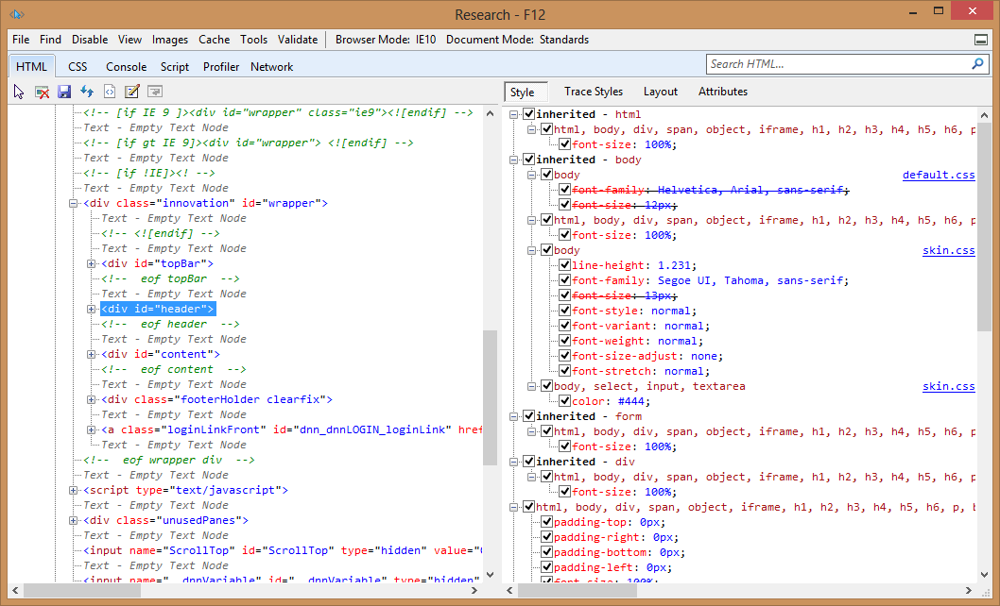 Research - F12
File Find Disable View Images Cache Tools Validate Browser Mode: IE10 Document Mode: Standards
HTML CSS Console Script Profiler Network
Search HTML...
<!-- [if IE 9 ]><div id="wrapper" class="ie9"><![endif] -->
Text - Empty Text Node
<!-- [if gt IE 9]><div id="wrapper"> <![endif] -->
Text - Empty Text Node
<!-- [if !IE]><! -->
Text - Empty Text Node
<div class="innovation" id="wrapper">
Text - Empty Text Node
<!-- <![endif] -->
Text - Empty Text Node
<div id="topBar">
<!--  eof topBar  -->
Text - Empty Text Node
<div id="header">
<!--  eof header  -->
Text - Empty Text Node
<div id="content">
<!--  eof content  -->
Text - Empty Text Node
<div class="footerHolder clearfix">
Text - Empty Text Node
<a class="loginLinkFront" id="dnn_dnnLOGIN_loginLink" href
Text - Empty Text Node
<!--  eof wrapper div  -->
Text - Empty Text Node
<script type="text/javascript">
Text - Empty Text Node
<div class="unusedPanes">
Text - Empty Text Node
<input name="ScrollTop" id="ScrollTop" type="hidden" value="
Text - Empty Text Node
<input name="__dnnVariable" id="__dnnVariable" type="hidden"
Style Trace Styles Layout Attributes
inherited - html
html, body, div, span, object, iframe, h1, h2, h3, h4, h5, h6, p
font-size: 100%;
inherited - body
body default.css
font-family: Helvetica, Arial, sans-serif;
font-size: 12px;
html, body, div, span, object, iframe, h1, h2, h3, h4, h5, h6, p
font-size: 100%;
body skin.css
line-height: 1.231;
font-family: Segoe UI, Tahoma, sans-serif;
font-size: 13px;
font-style: normal;
font-variant: normal;
font-weight: normal;
font-size-adjust: none;
font-stretch: normal;
body, select, input, textarea skin.css
color: #444;
inherited - form
html, body, div, span, object, iframe, h1, h2, h3, h4, h5, h6, p
font-size: 100%;
inherited - div
html, body, div, span, object, iframe, h1, h2, h3, h4, h5, h6, p
font-size: 100%;
html, body, div, span, object, iframe, h1, h2, h3, h4, h5, h6, p, b
padding-top: 0px;
padding-right: 0px;
padding-bottom: 0px;
padding-left: 0px;
font-size: 100%;